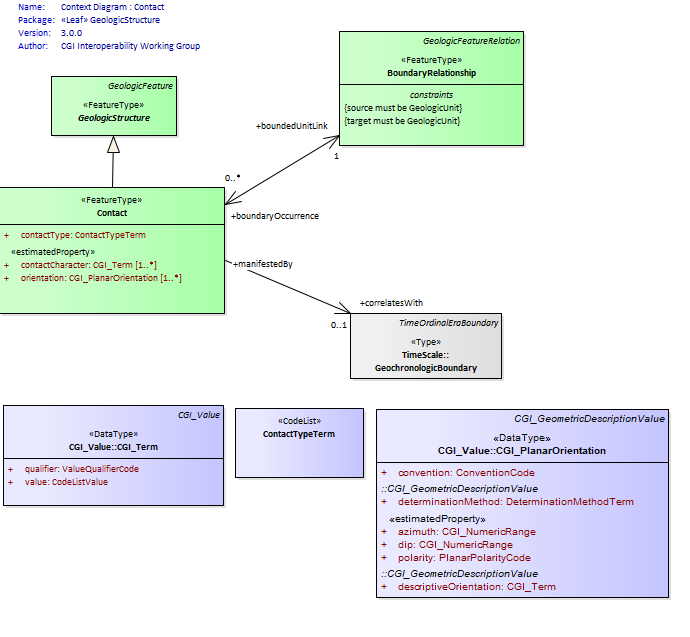 Name: Context Diagram : Contact
Package: «Leaf» GeologicStructure
Version: 3.0.0
Author: CGI Interoperability Working Group
GeologicFeatureRelation
«FeatureType»
BoundaryRelationship
constraints
{source must be GeologicUnit}
{target must be GeologicUnit}
GeologicFeature
«FeatureType»
GeologicStructure
+boundedUnitLink
1
0..*
+boundaryOccurrence
«FeatureType»
Contact
+ contactType: ContactTypeTerm
«estimatedProperty»
+ contactCharacter: CGI_Term [1..*]
+ orientation: CGI_PlanarOrientation [1..*]
+manifestedBy
+correlatesWith
0..1
TimeOrdinalEraBoundary
«Type»
TimeScale::
GeochronologicBoundary
CGI_Value
«DataType»
CGI_Value::CGI_Term
+ qualifier: ValueQualifierCode
+ value: CodeListValue
«CodeList»
ContactTypeTerm
CGI_GeometricDescriptionValue
«DataType»
CGI_Value::CGI_PlanarOrientation
+ convention: ConventionCode
::CGI_GeometricDescriptionValue
+ determinationMethod: DeterminationMethodTerm
«estimatedProperty»
+ azimuth: CGI_NumericRange
+ dip: CGI_NumericRange
+ polarity: PlanarPolarityCode
::CGI_GeometricDescriptionValue
+ descriptiveOrientation: CGI_Term